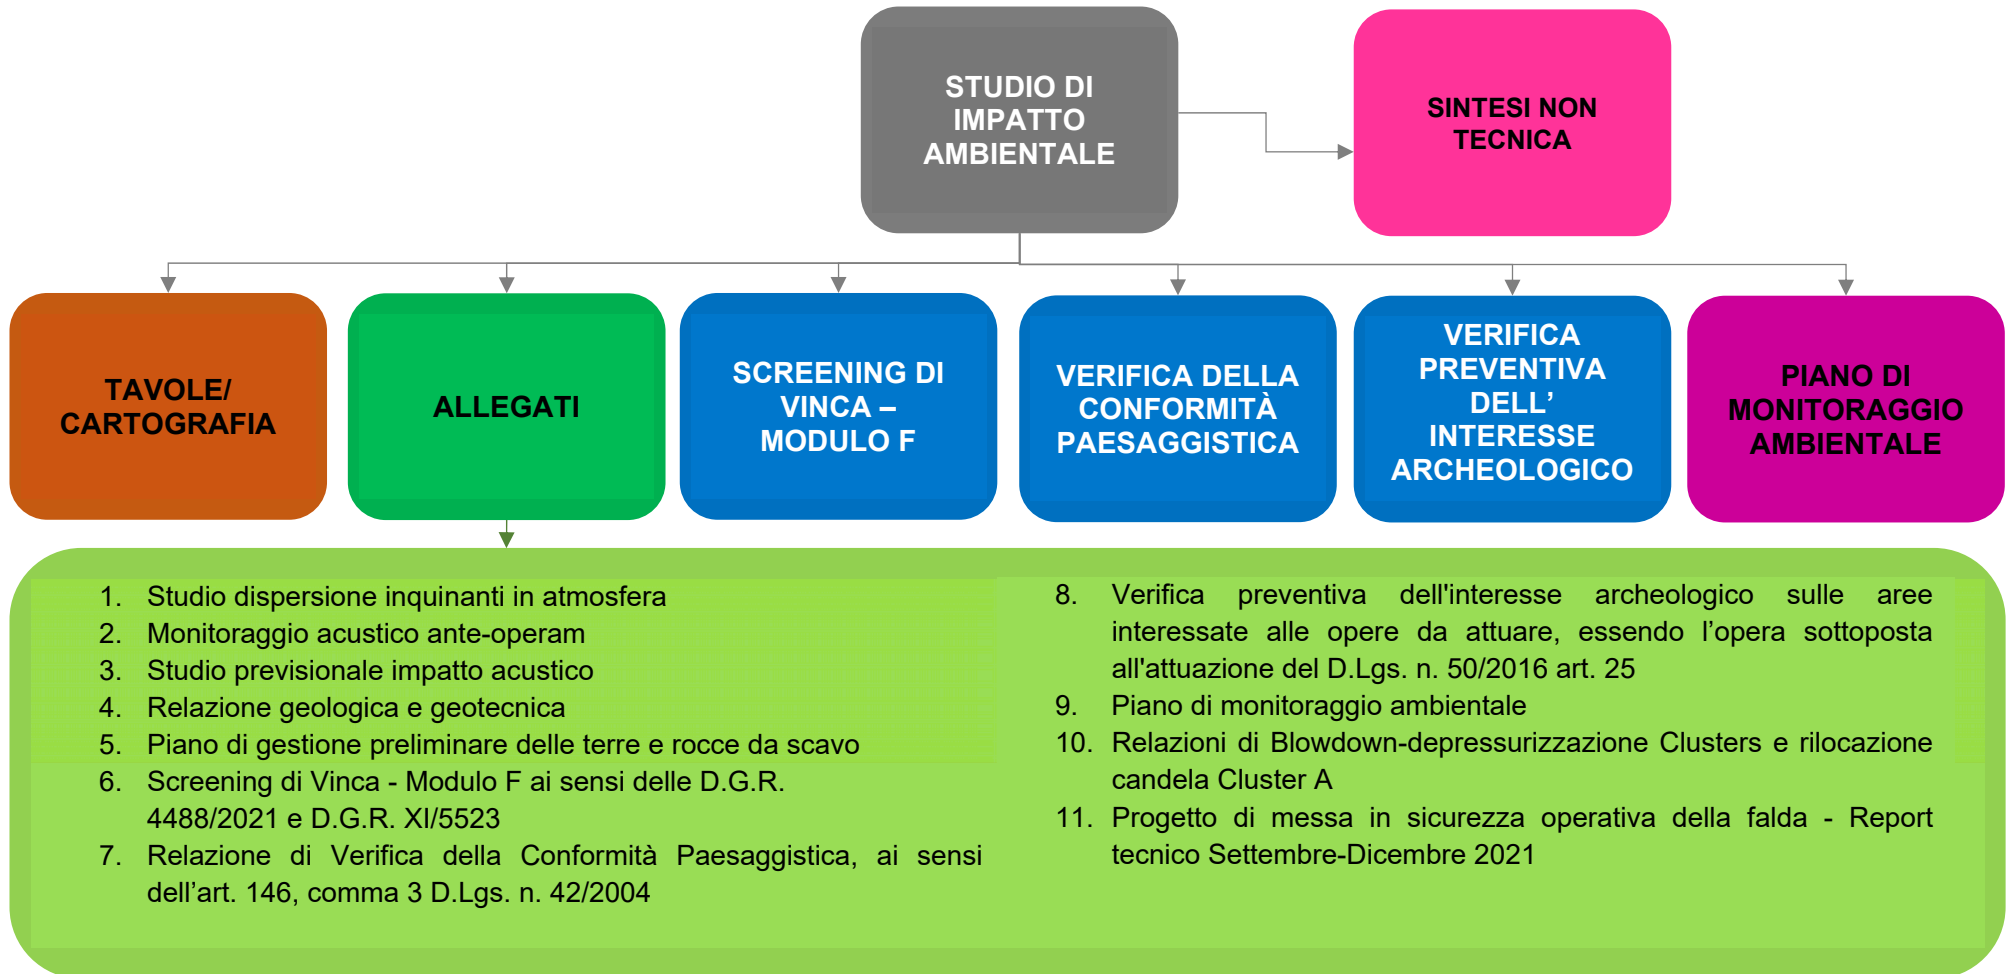 STUDIO DI
IMPATTO
AMBIENTALE
SINTESI NON
TECNICA
TAVOLE/
CARTOGRAFIA
ALLEGATI
SCREENING DI
VINCA –
MODULO F
VERIFICA DELLA
CONFORMITÀ
PAESAGGISTICA
VERIFICA
PREVENTIVA
DELL’
INTERESSE
ARCHEOLOGICO
PIANO DI
MONITORAGGIO
AMBIENTALE
1. Studio dispersione inquinanti in atmosfera
2. Monitoraggio acustico ante-operam
3. Studio previsionale impatto acustico
4. Relazione geologica e geotecnica
5. Piano di gestione preliminare delle terre e rocce da scavo
6. Screening di Vinca - Modulo F ai sensi delle D.G.R.
4488/2021 e D.G.R. XI/5523
7. Relazione di Verifica della Conformità Paesaggistica, ai sensi
dell’art. 146, comma 3 D.Lgs. n. 42/2004
8. Verifica preventiva dell'interesse archeologico sulle aree
interessate alle opere da attuare, essendo l’opera sottoposta
all'attuazione del D.Lgs. n. 50/2016 art. 25
9. Piano di monitoraggio ambientale
10. Relazioni di Blowdown-depressurizzazione Clusters e rilocazione
candela Cluster A
11. Progetto di messa in sicurezza operativa della falda - Report
tecnico Settembre-Dicembre 2021